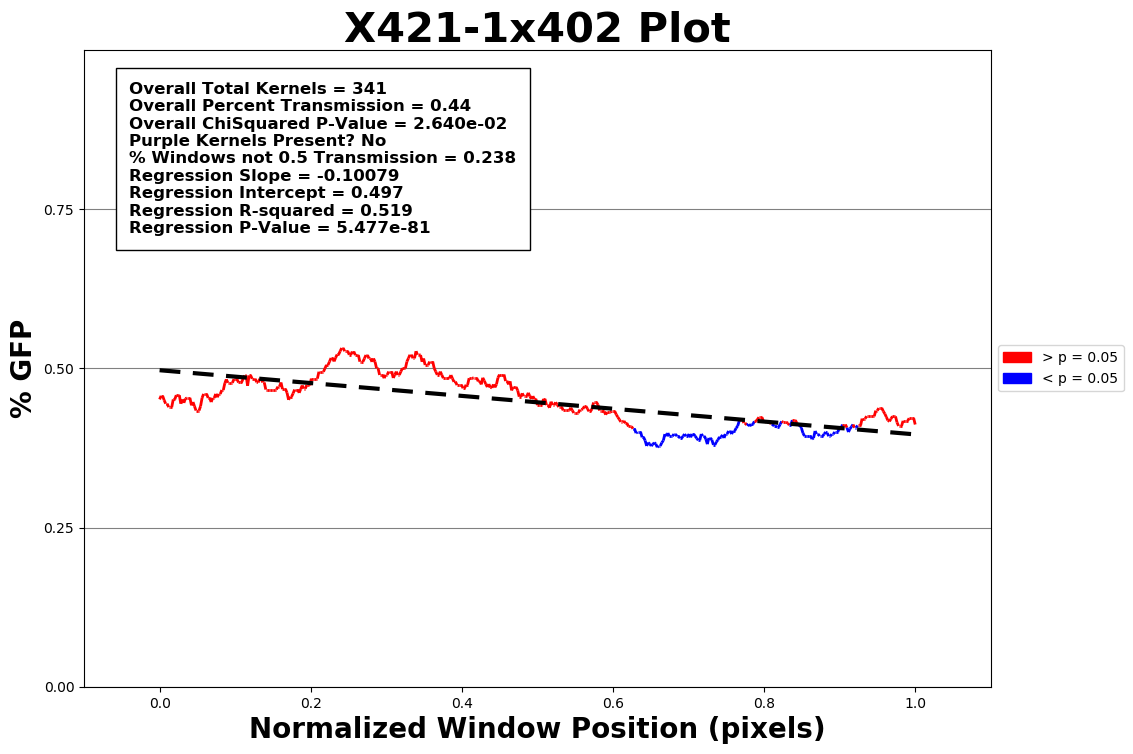 X421-1x402 Plot
Overall Total Kernels = 341
Overall Percent Transmission = 0.44
Overall ChiSquared P-Value = 2.640e-02
Purple Kernels Present? No
% Windows not 0.5 Transmission = 0.238
Regression Slope = -0.10079
Regression Intercept = 0.497
Regression R-squared = 0.519
Regression P-Value = 5.477e-81
0.75
0.50
0.25
0.00
% GFP
> p = 0.05
< p = 0.05
0.0 0.2 0.4 0.6 0.8 1.0
Normalized Window Position (pixels)